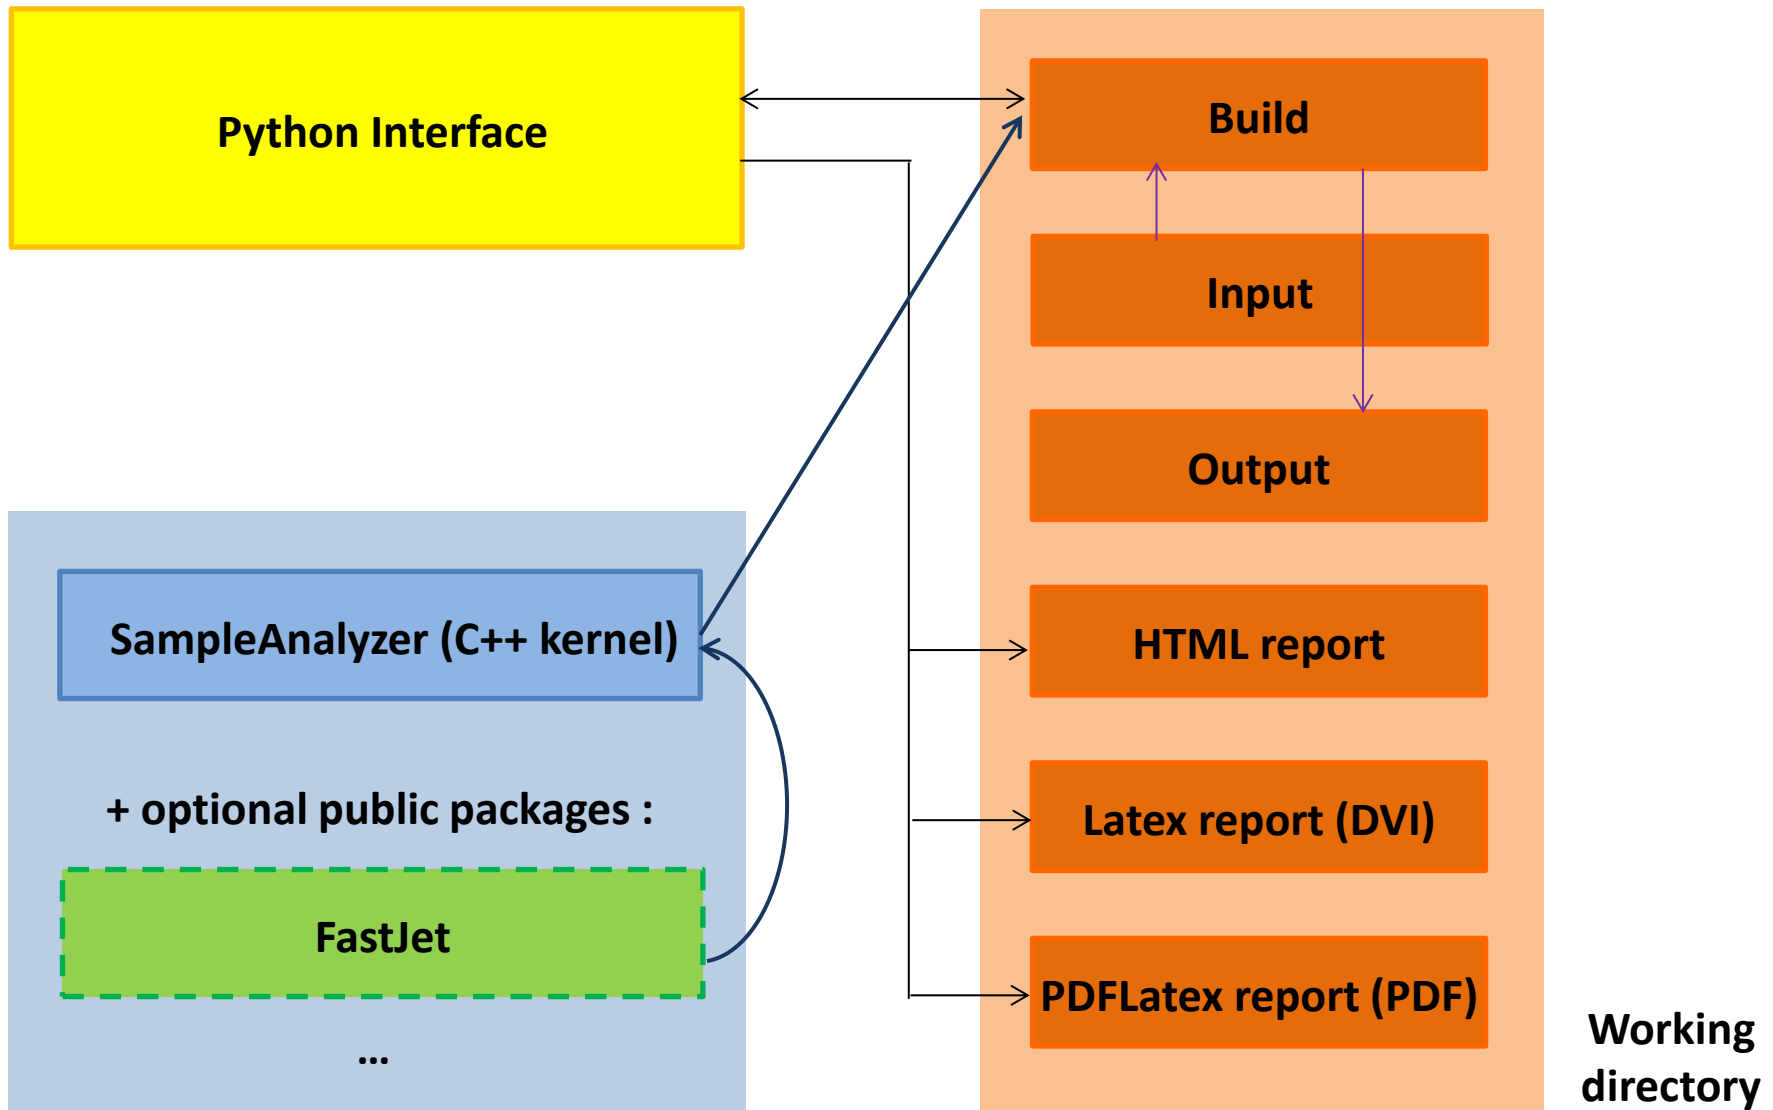 Python Interface
Build
Input
Output
SampleAnalyzer (C++ kernel)
+ optional public packages :
FastJet
...
HTML report
Latex report (DVI)
PDFLatex report (PDF)
Working
directory